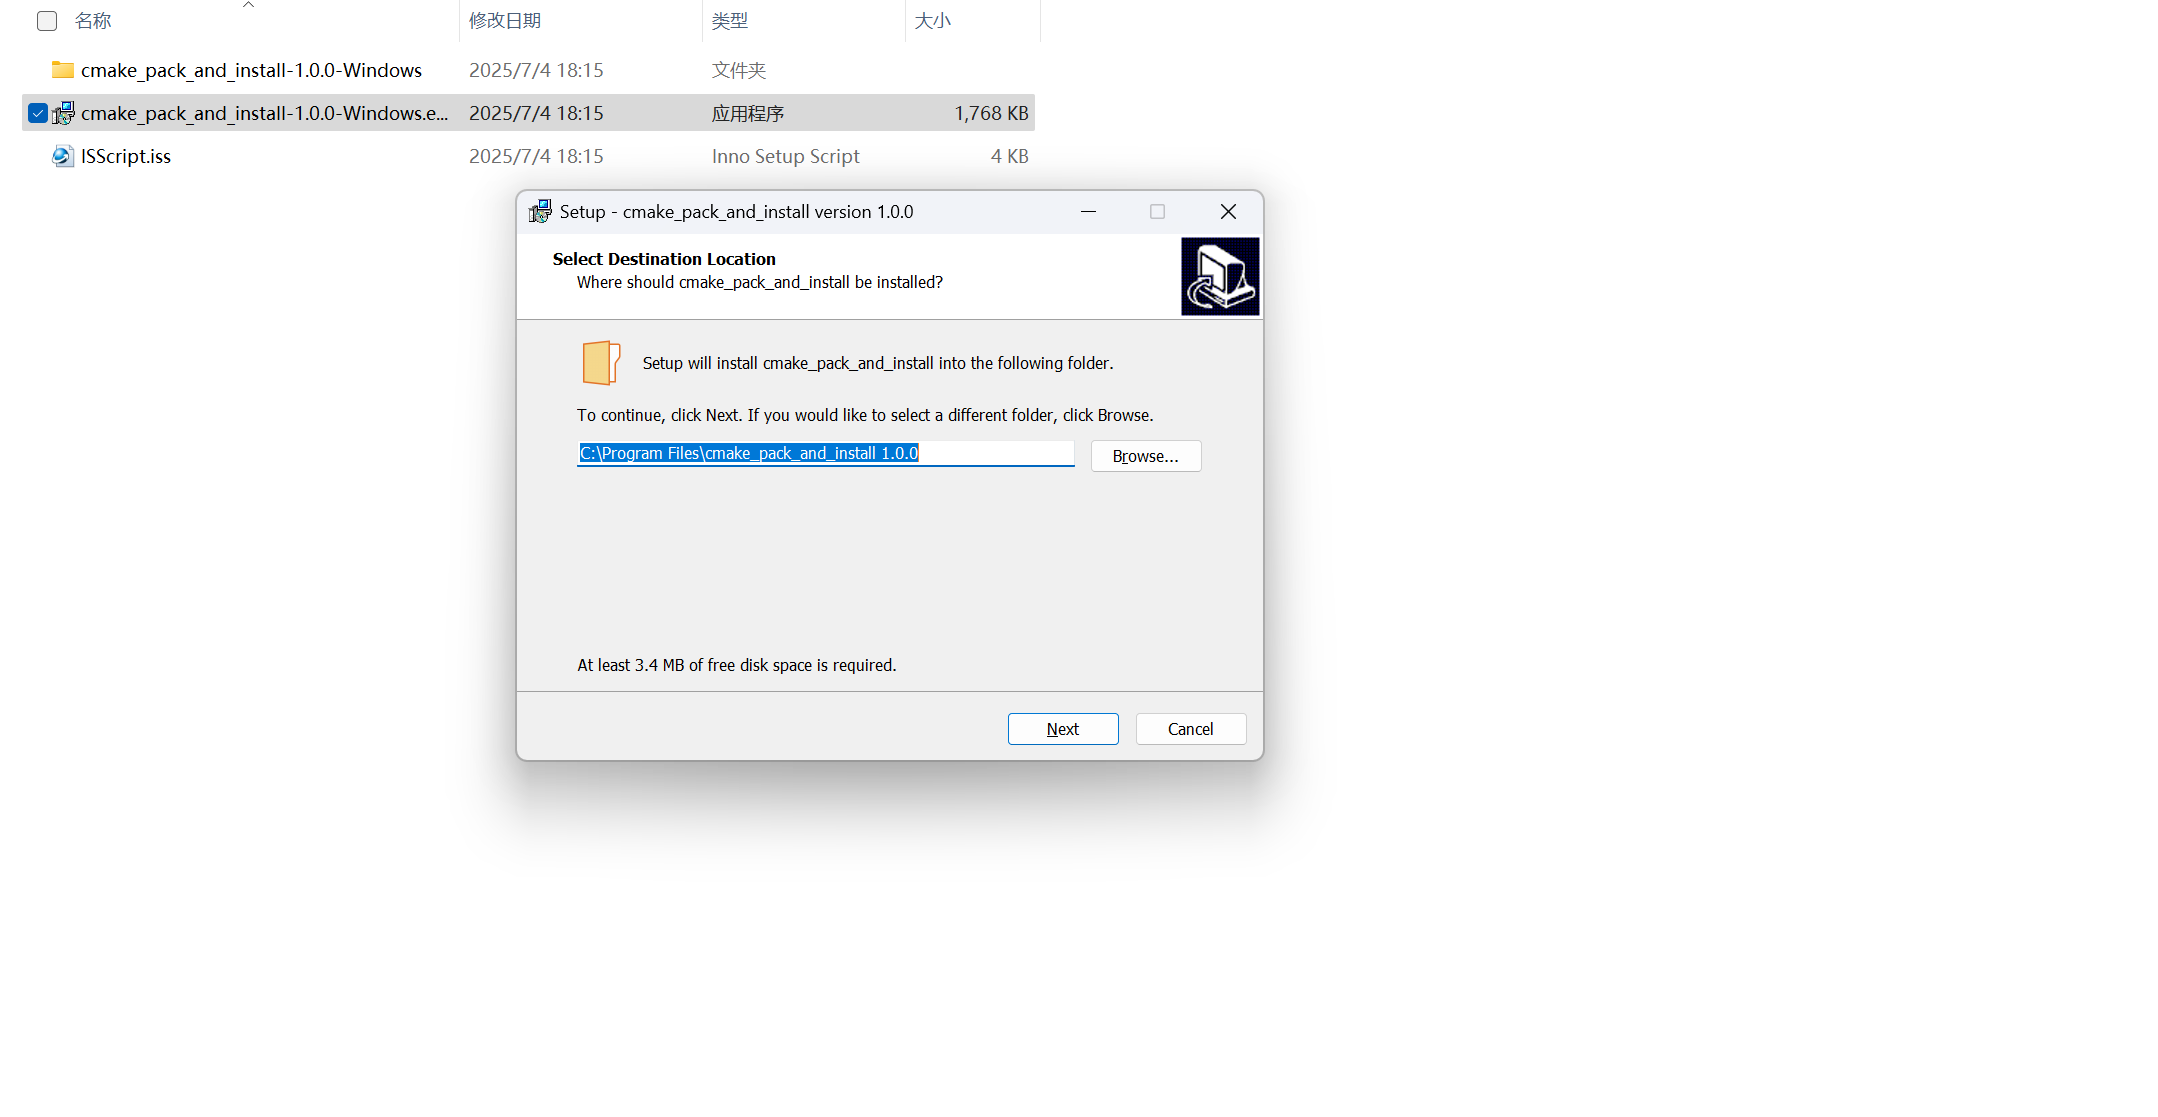 名称 修改日期 类型 大小
cmake_pack_and_install-1.0.0-Windows 2025/7/4 18:15 文件夹
cmake_pack_and_install-1.0.0-Windows.e... 2025/7/4 18:15 应用程序 1,768 KB
ISScript.iss 2025/7/4 18:15 Inno Setup Script 4 KB
Setup - cmake_pack_and_install version 1.0.0
Select Destination Location
Where should cmake_pack_and_install be installed?
Setup will install cmake_pack_and_install into the following folder.
To continue, click Next. If you would like to select a different folder, click Browse.
C:\Program Files\cmake_pack_and_install 1.0.0 Browse...
At least 3.4 MB of free disk space is required.
Next Cancel